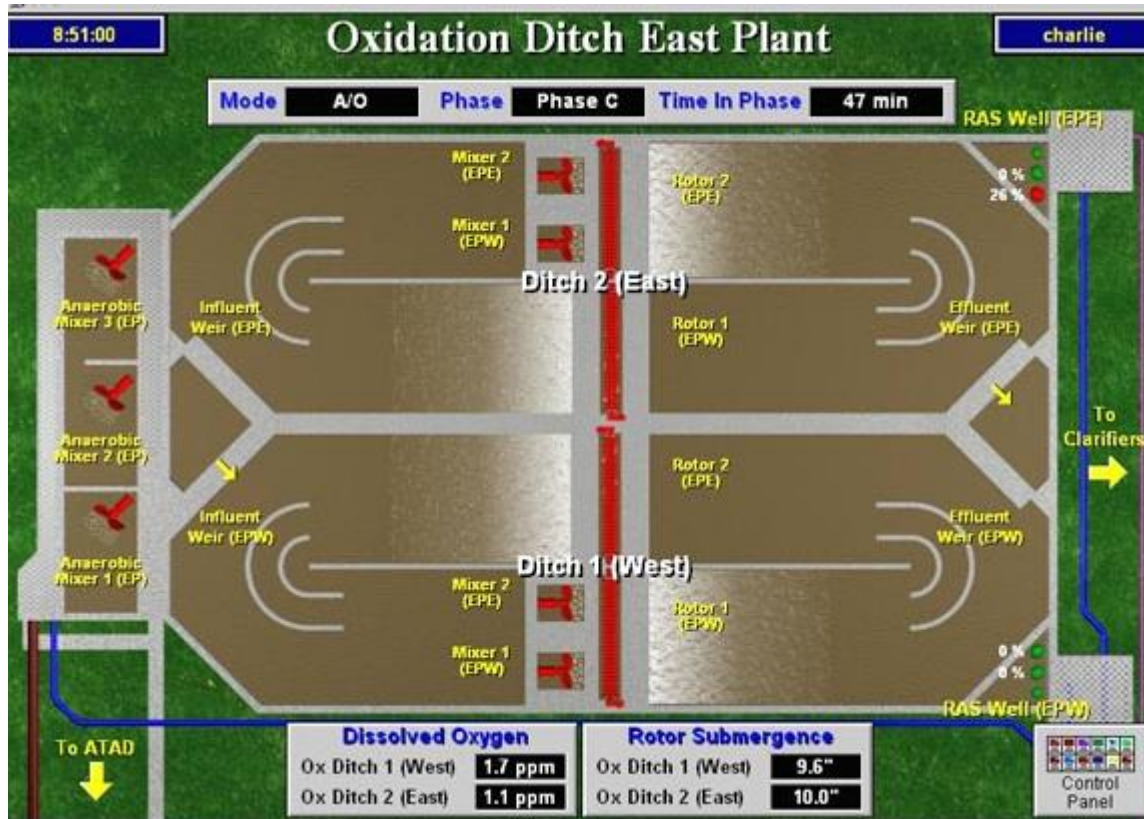 8:51:00
Oxidation Ditch East Plant
charlie
Mode A/O Phase Phase C Time In Phase 47 min
RAS Well (EPE)
Mixer 2
(EPE)
Rotor 2
(EPE)
0 %
26 %
Mixer 1
(EPW)
Ditch 2 (East)
Anaerobic
Mixer 3 (EP)
Influent
Weir (EPE)
Rotor 1
(EPW)
Effluent
Weir (EPE)
To
Clarifiers
Anaerobic
Mixer 2 (EP)
Rotor 2
(EPE)
Influent
Weir (EPW)
Effluent
Weir (EPW)
Anaerobic
Mixer 1 (EP)
Ditch 1 (West)
Mixer 2
(EPE)
Rotor 1
(EPW)
Mixer 1
(EPW)
0 %
0 %
RAS Well (EPW)
To ATAD
Dissolved Oxygen
Ox Ditch 1 (West) 1.7 ppm
Ox Ditch 2 (East) 1.1 ppm
Rotor Submergence
Ox Ditch 1 (West) 9.6"
Ox Ditch 2 (East) 10.0"
Control
Panel